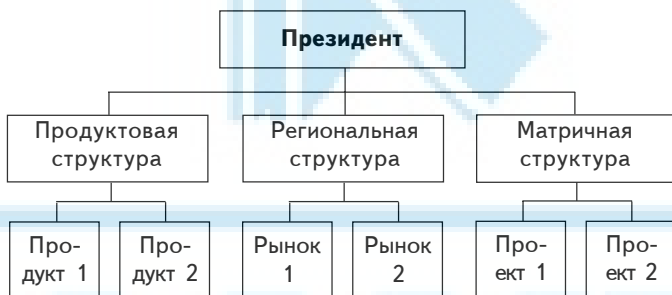 Президент
Продуктовая
структура
Региональная
структура
Матричная
структура
Про-
дукт 1
Про-
дукт 2
Рынок
1
Рынок
2
Про-
ект 1
Про-
ект 2